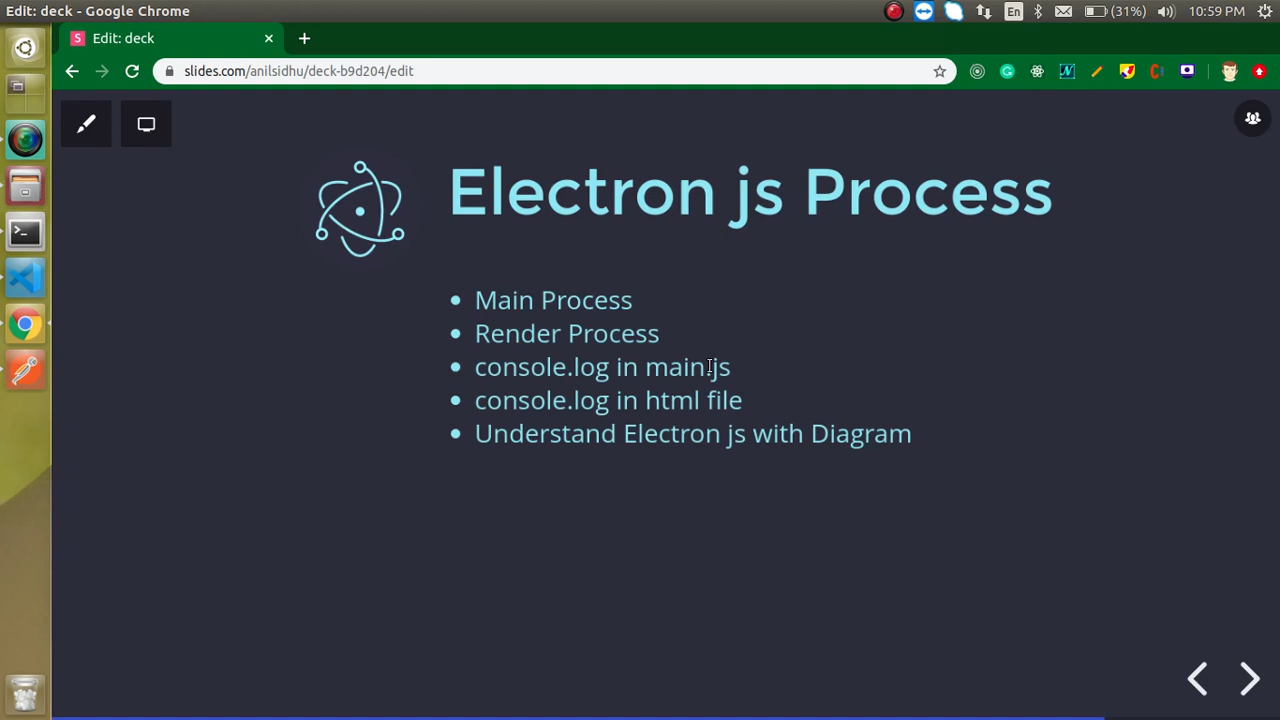 Edit: deck - Google Chrome
En
(31%)
10:59 PM
S
Edit: deck
slides.com/anilsidhu/deck-b9d204/edit
Electron js Process
Main Process
Render Process
console.log in main.js
console.log in html file
Understand Electron js with Diagram